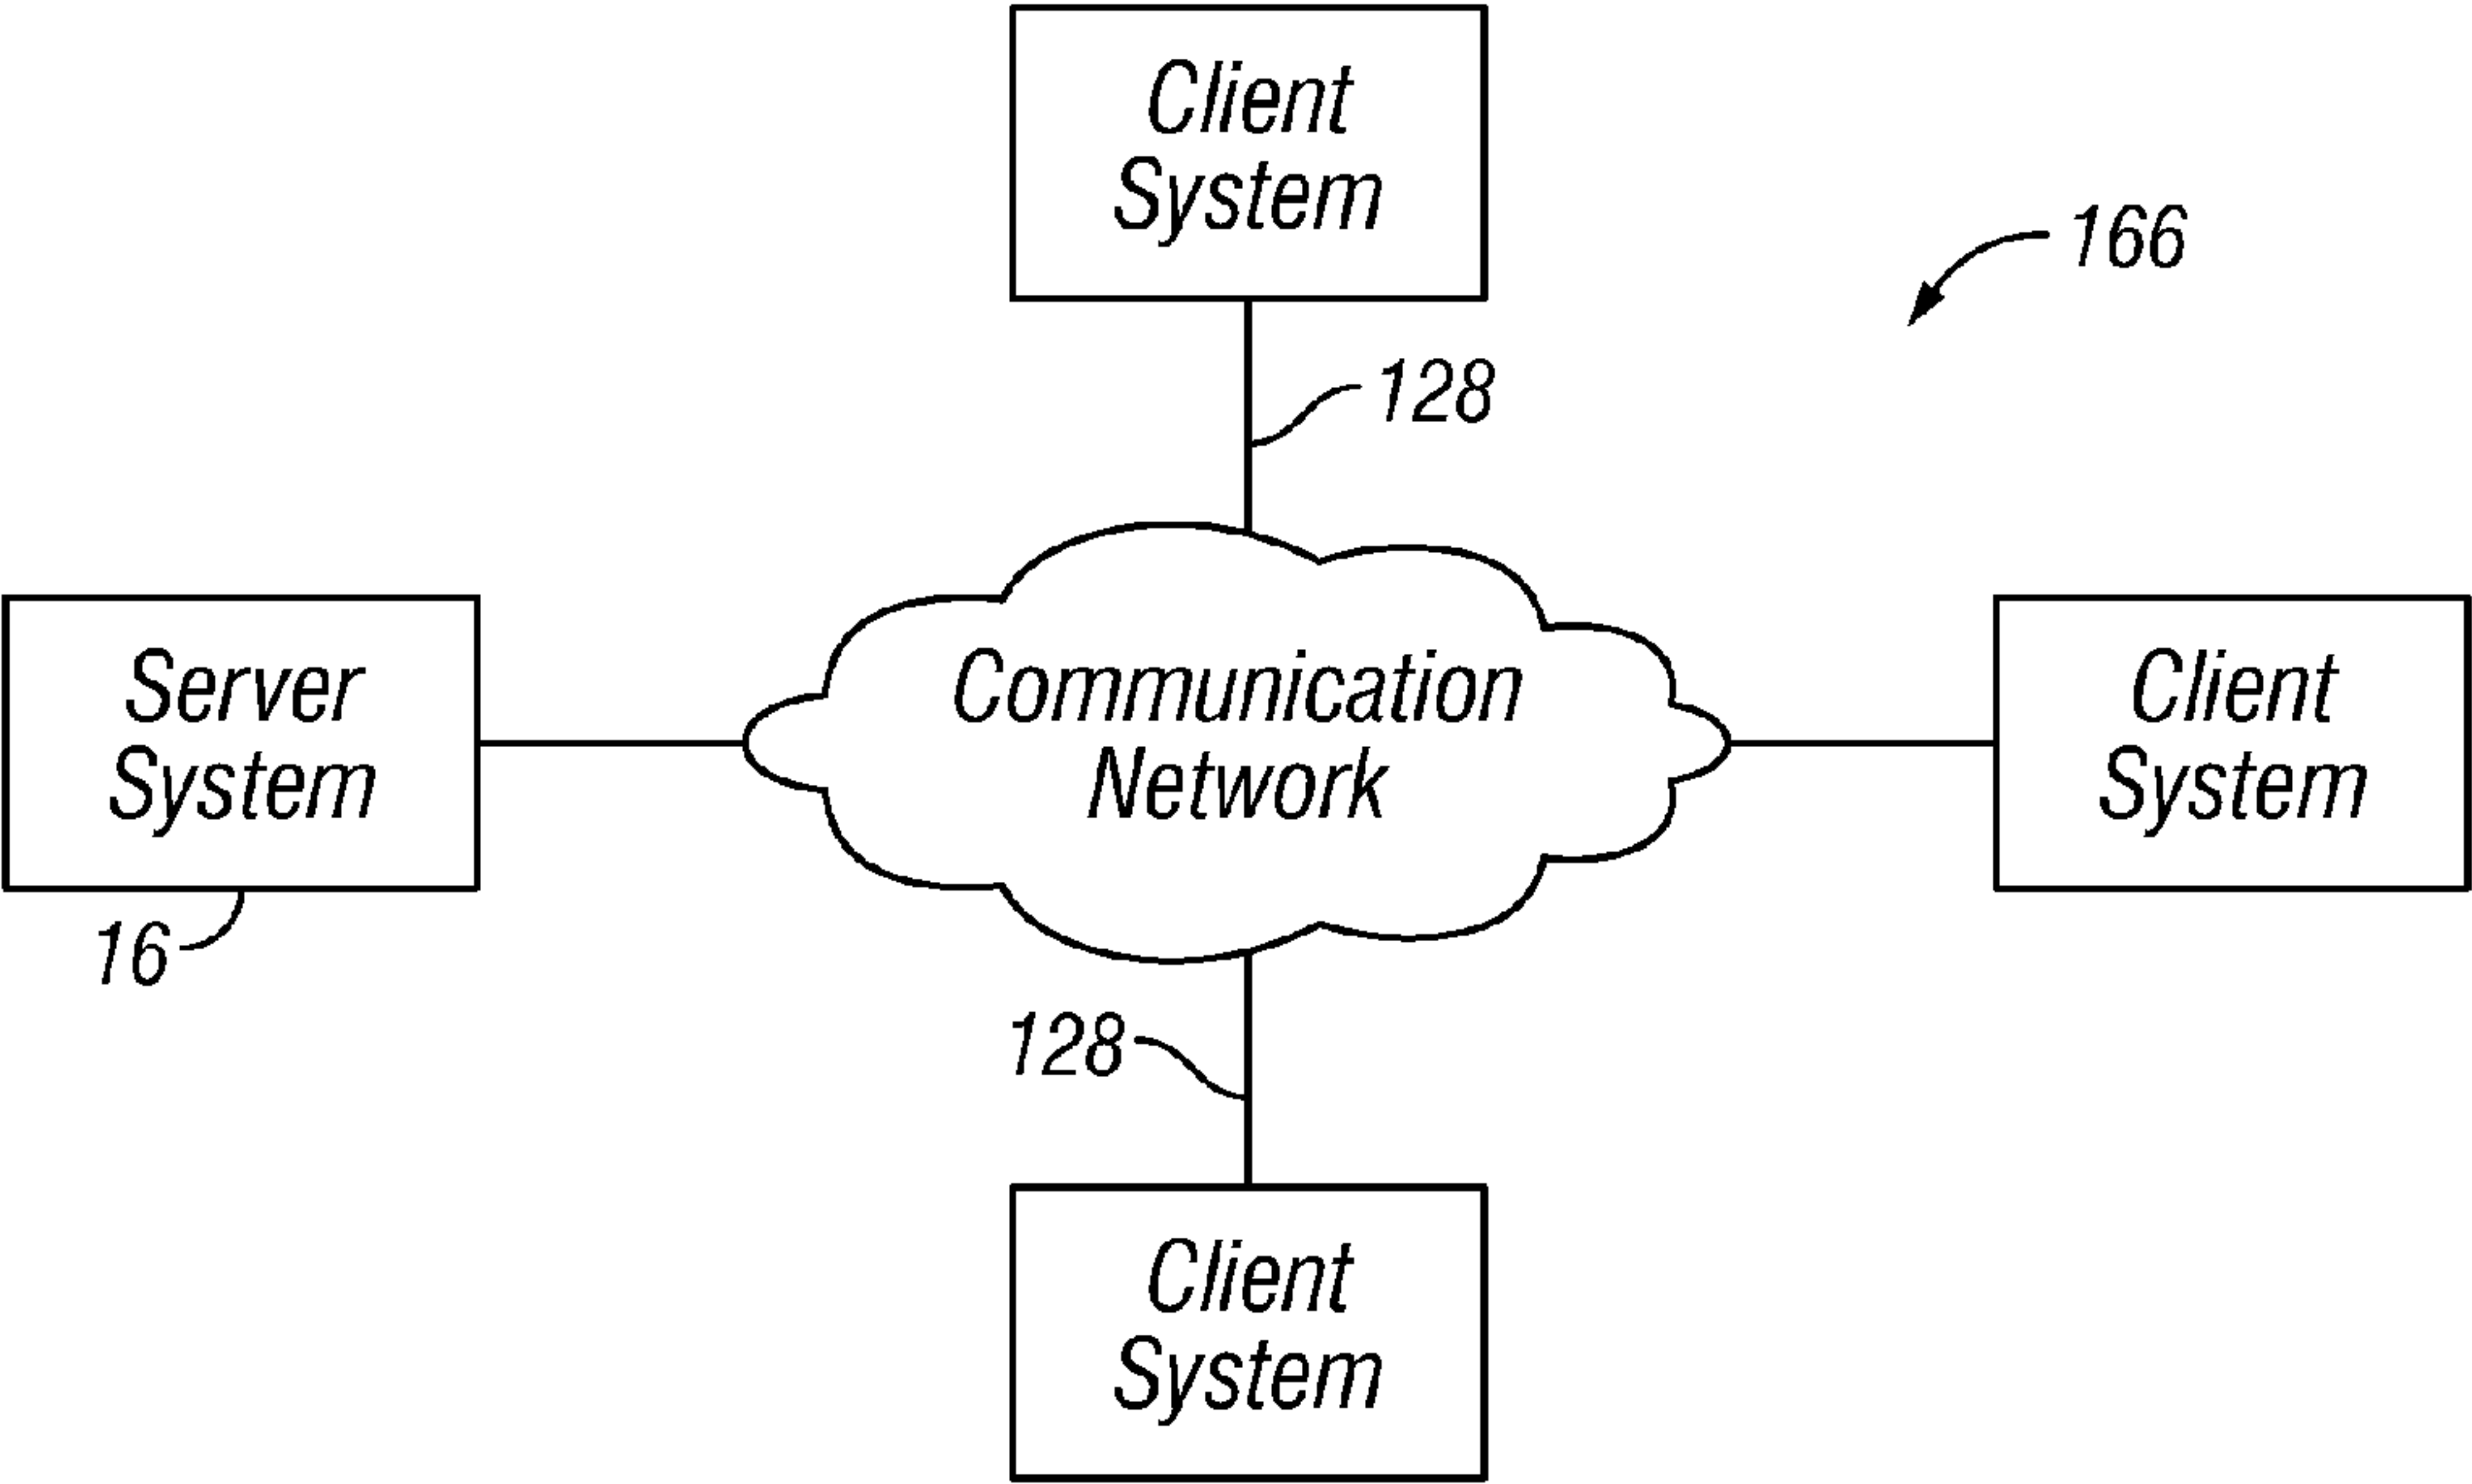 Client
System
166
128
Server
System
16
Communication
Network
Client
System
128
Client
System